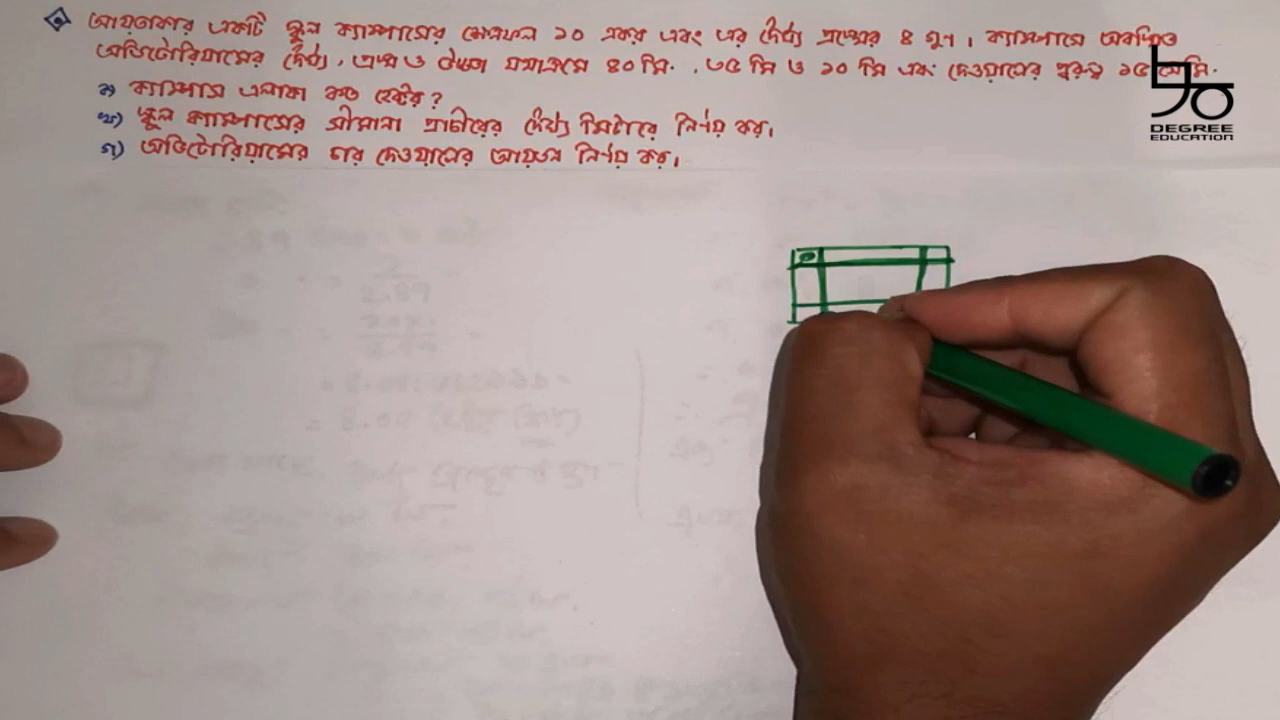 আয়তাকার একটি স্কুল ক্যাম্পাসের ক্ষেত্রফল ১০ একর এবং এর দৈর্ঘ্য প্রস্থের ৪ গুণ। ক্যাম্পাসে অবস্থিত
অডিটোরিয়ামের দৈর্ঘ্য, প্রস্থ ও উচ্চতা যথাক্রমে ৪০ মি. , ৩৫ মি ও ১০ মি এবং দেওয়ালের পুরুত্ব ১৫ সে.মি.
ক) ক্যাম্পাস এলাকা কত হেক্টর?
খ) স্কুল ক্যাম্পাসের সীমানা প্রাচীরের দৈর্ঘ্য মিটারে নির্ণয় কর।
গ) অডিটোরিয়ামের চার দেওয়ালের আয়তন নির্ণয় কর।
DEGREE
EDUCATION